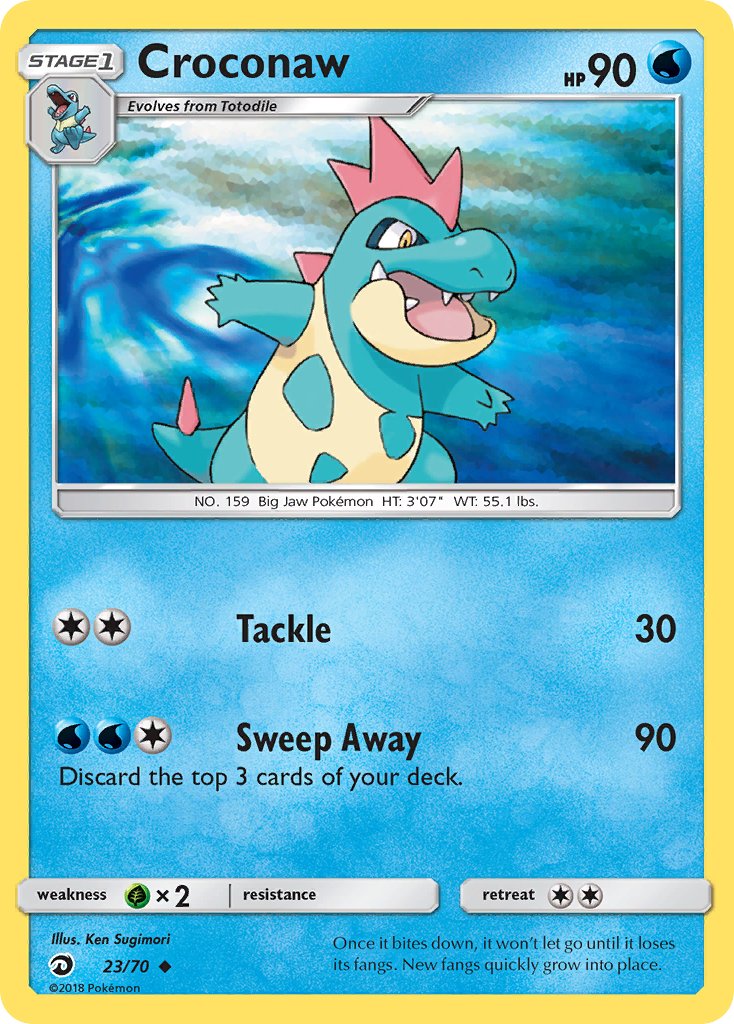 STAGE1
Croconaw
HP 90
Evolves from Totodile
NO. 159 Big Jaw Pokémon HT: 3'07" WT: 55.1 lbs.
Tackle 30
Sweep Away 90
Discard the top 3 cards of your deck.
weakness × 2 resistance retreat
Illus. Ken Sugimori
23/70
©2018 Pokémon
Once it bites down, it won't let go until it loses
its fangs. New fangs quickly grow into place.